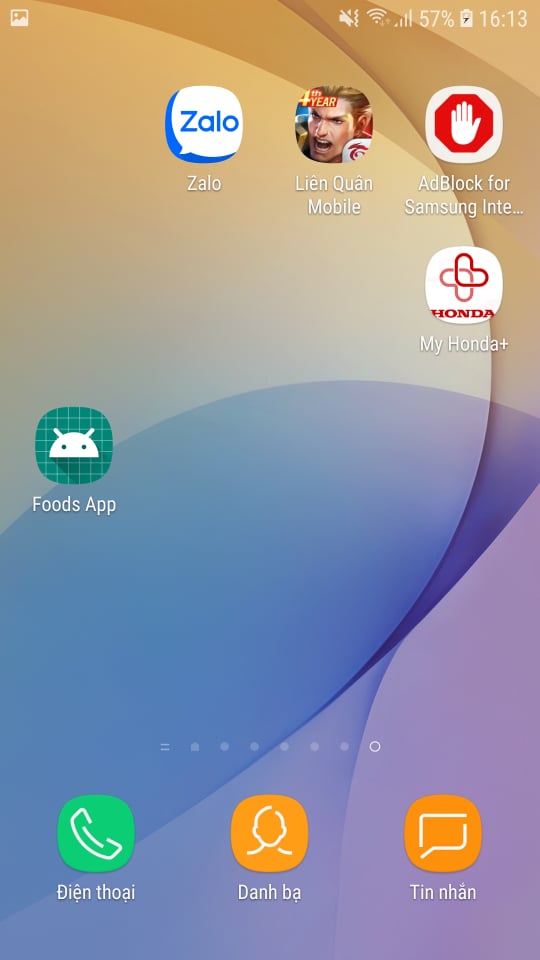 57% 16:13
Zalo
4th
YEAR
Zalo
Liên Quân
Mobile
AdBlock for
Samsung Inte...
HONDA
My Honda+
Foods App
Điện thoại
Danh bạ
Tin nhắn